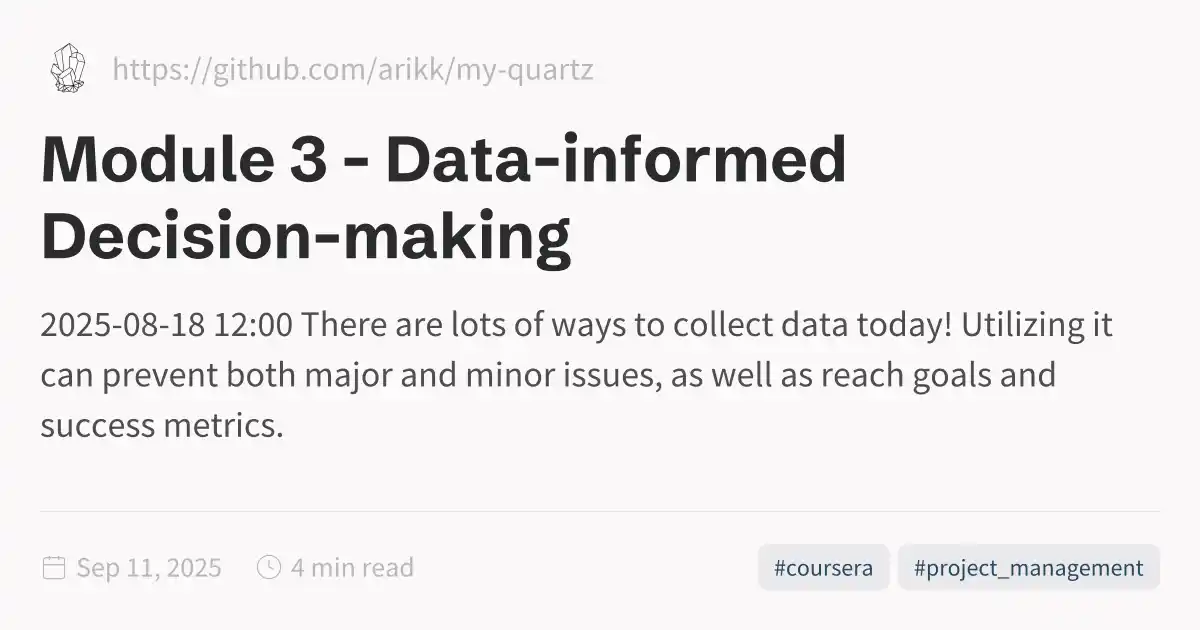 https://github.com/arikk/my-quartz
Module 3 - Data-informed
Decision-making
2025-08-18 12:00 There are lots of ways to collect data today! Utilizing it
can prevent both major and minor issues, as well as reach goals and
success metrics.
Sep 11, 2025 4 min read #coursera #project_management